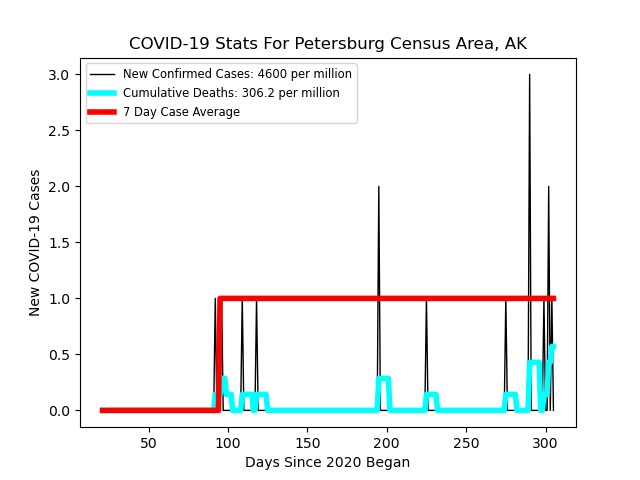 COVID-19 Stats For Petersburg Census Area, AK
New Confirmed Cases: 4600 per million
Cumulative Deaths: 306.2 per million
7 Day Case Average
New COVID-19 Cases
3.0
2.5
2.0
1.5
1.0
0.5
0.0
50 100 150 200 250 300
Days Since 2020 Began